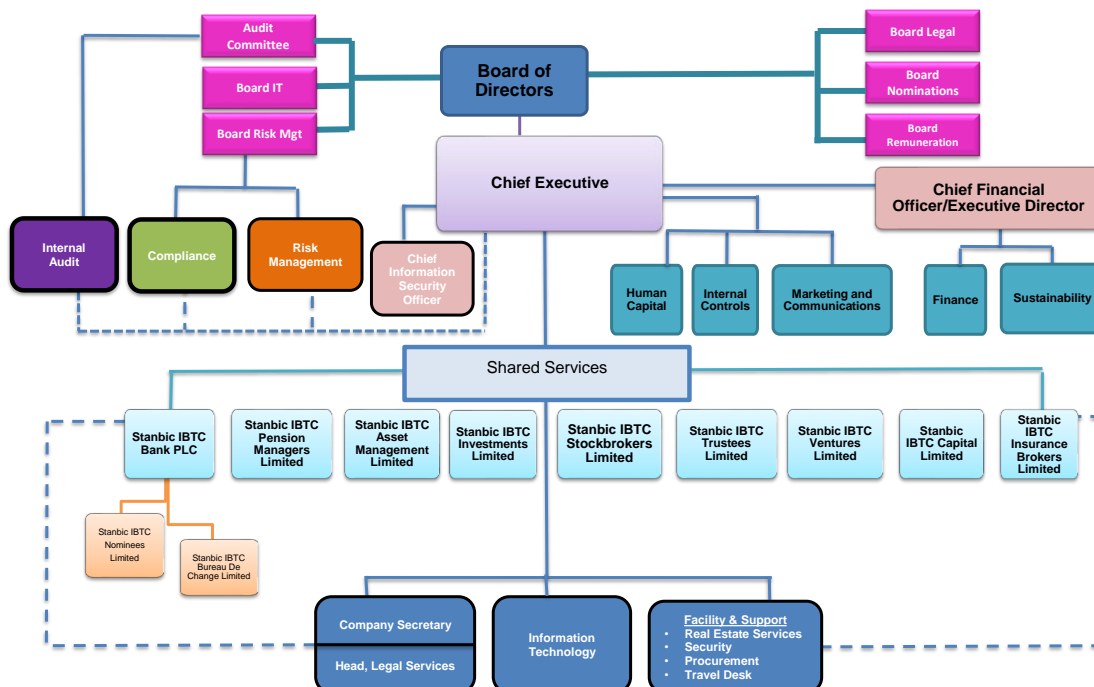 Audit
Committee
Board IT
Board Risk Mgt
Board of
Directors
Board Legal
Board
Nominations
Board
Remuneration
Chief Executive
Chief Financial
Officer/Executive Director
Internal
Audit
Compliance
Risk
Management
Chief
Information
Security
Officer
Human
Capital
Internal
Controls
Marketing and
Communications
Finance
Sustainability
Shared Services
Stanbic IBTC
Bank PLC
Stanbic IBTC
Pension
Managers
Limited
Stanbic IBTC
Asset
Management
Limited
Stanbic IBTC
Investments
Limited
Stanbic IBTC
Stockbrokers
Limited
Stanbic IBTC
Trustees
Limited
Stanbic IBTC
Ventures
Limited
Stanbic
IBTC Capital
Limited
Stanbic
IBTC
Insurance
Brokers
Limited
Stanbic IBTC
Nominees
Limited
Stanbic IBTC
Bureau De
Change Limited
Company Secretary
Head, Legal Services
Information
Technology
Facility & Support
• Real Estate Services
• Security
• Procurement
• Travel Desk